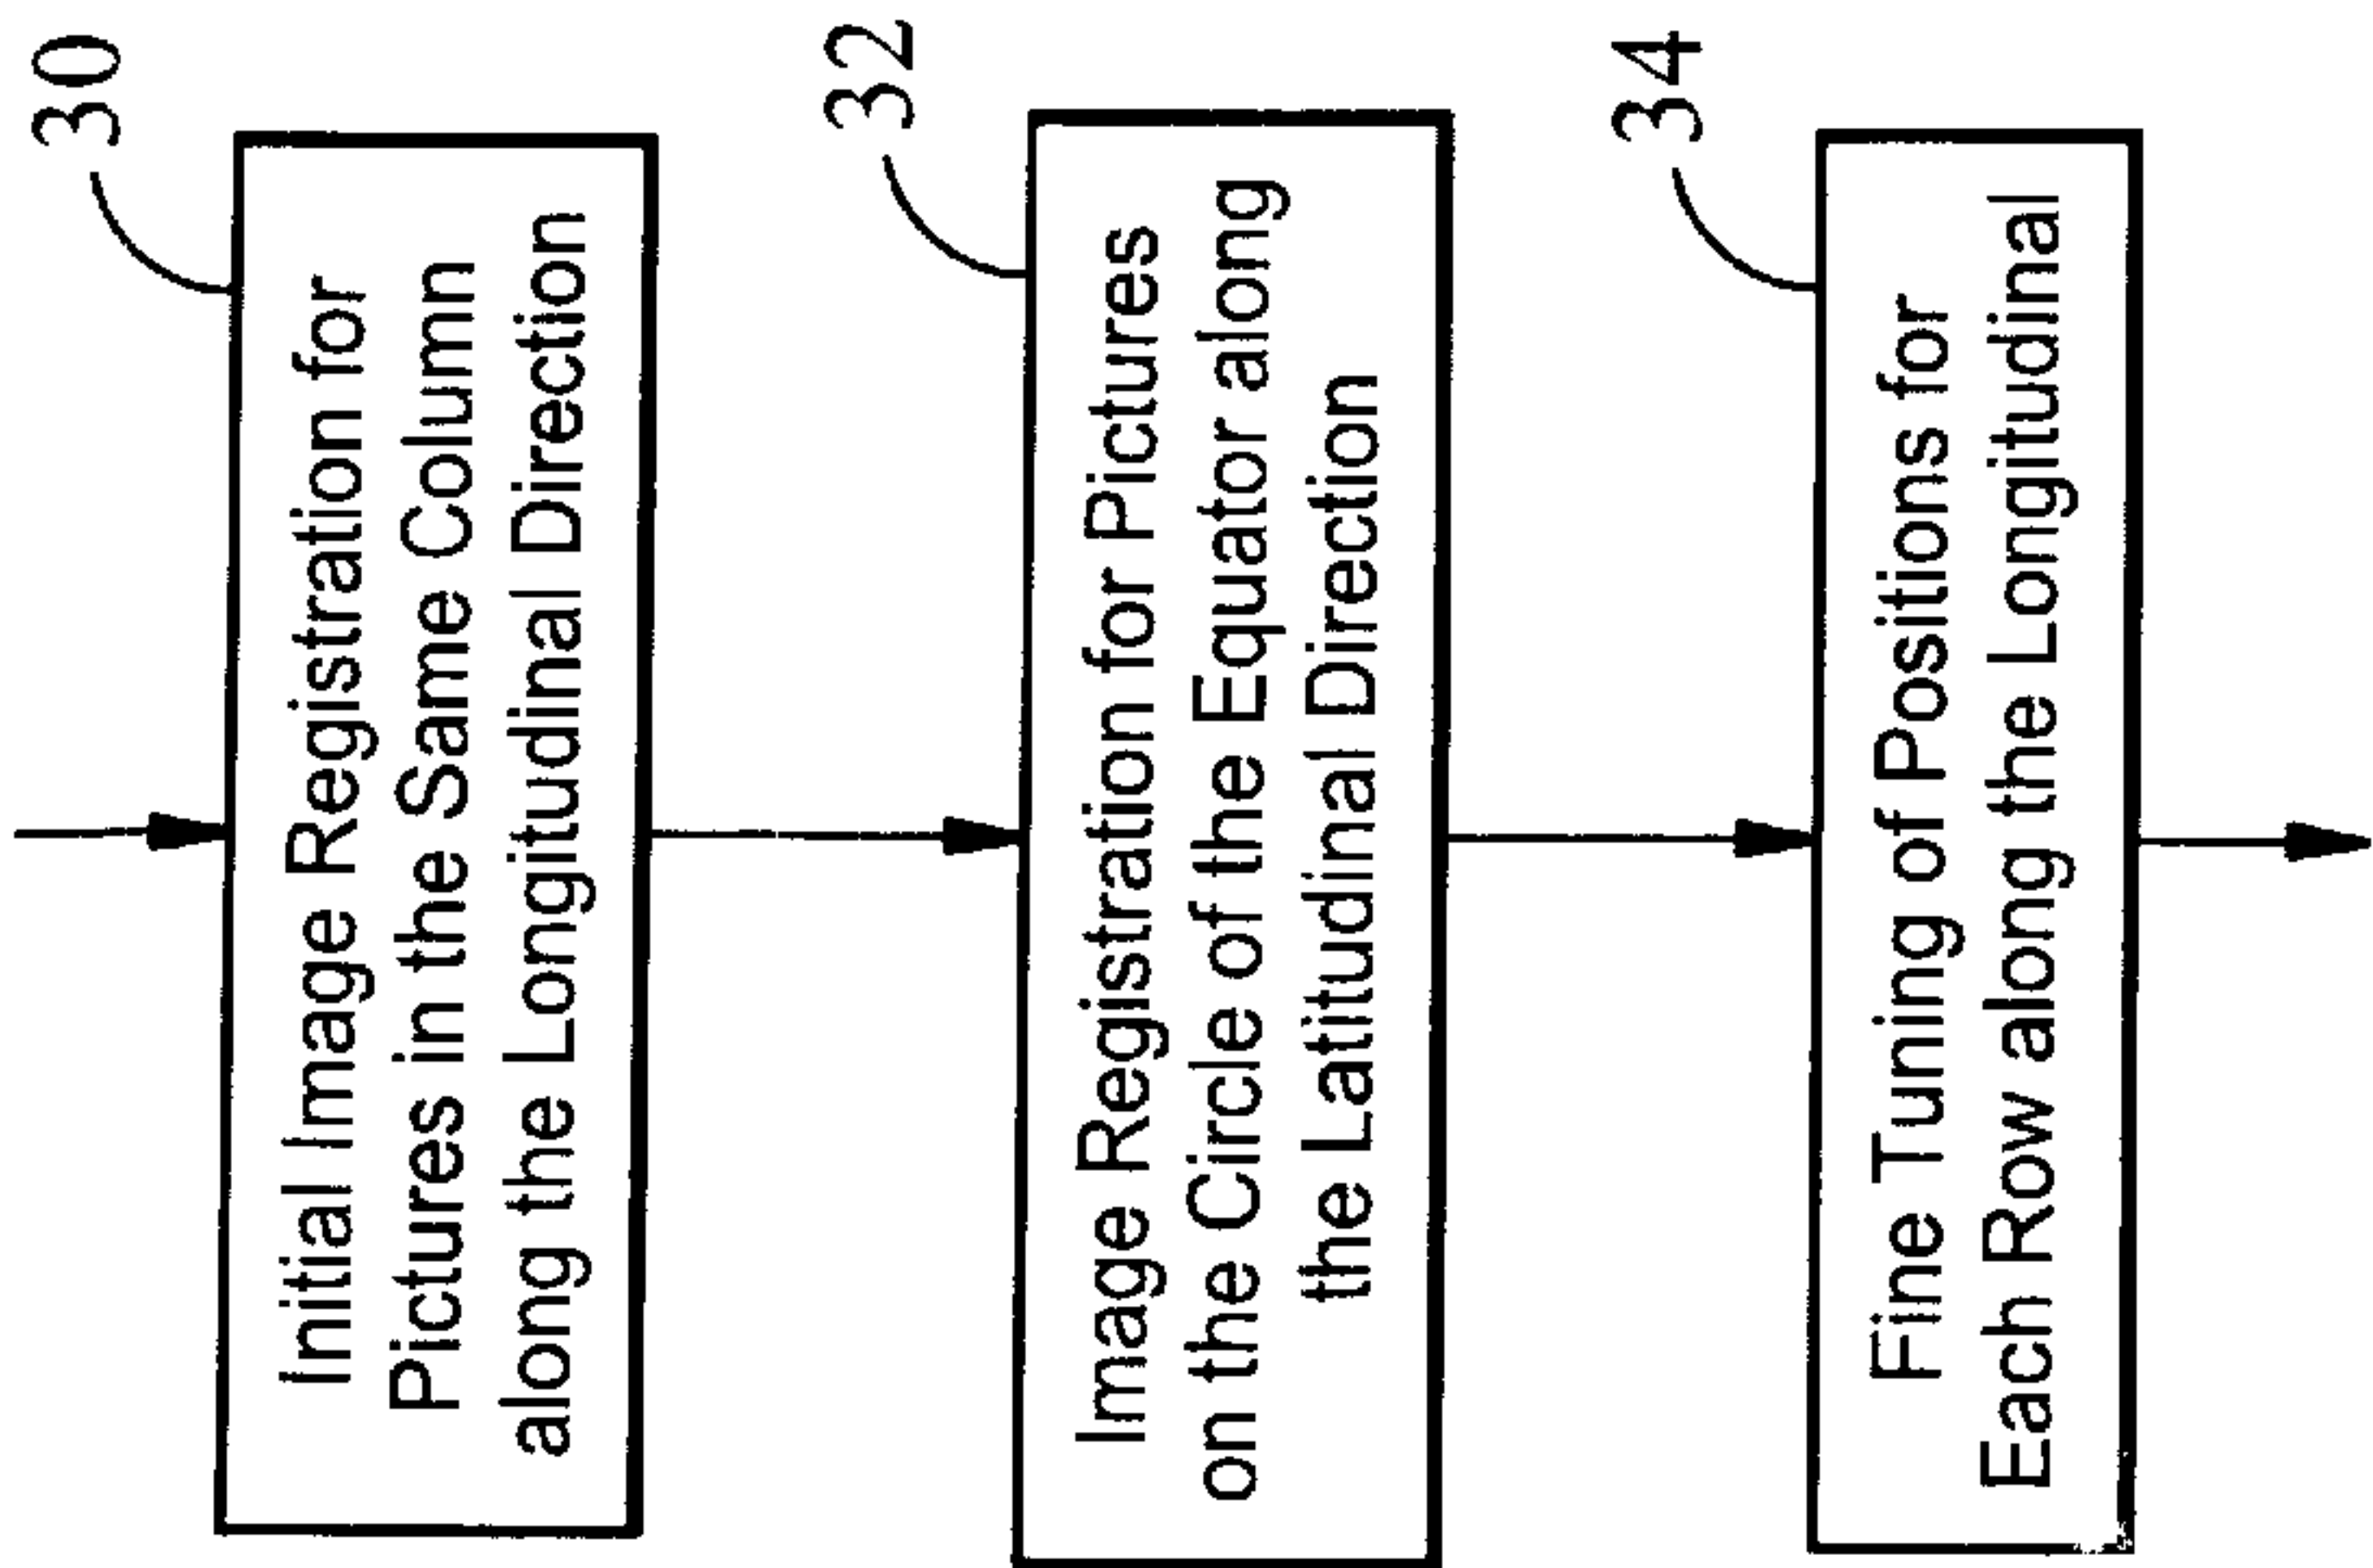 30
Initial Image Registration for
Pictures in the Same Column
along the Longitudinal Direction
32
Image Registration for Pictures
on the Circle of the Equator along
the Latitudinal Direction
34
Fine Tuning of Positions for
Each Row along the Longitudinal